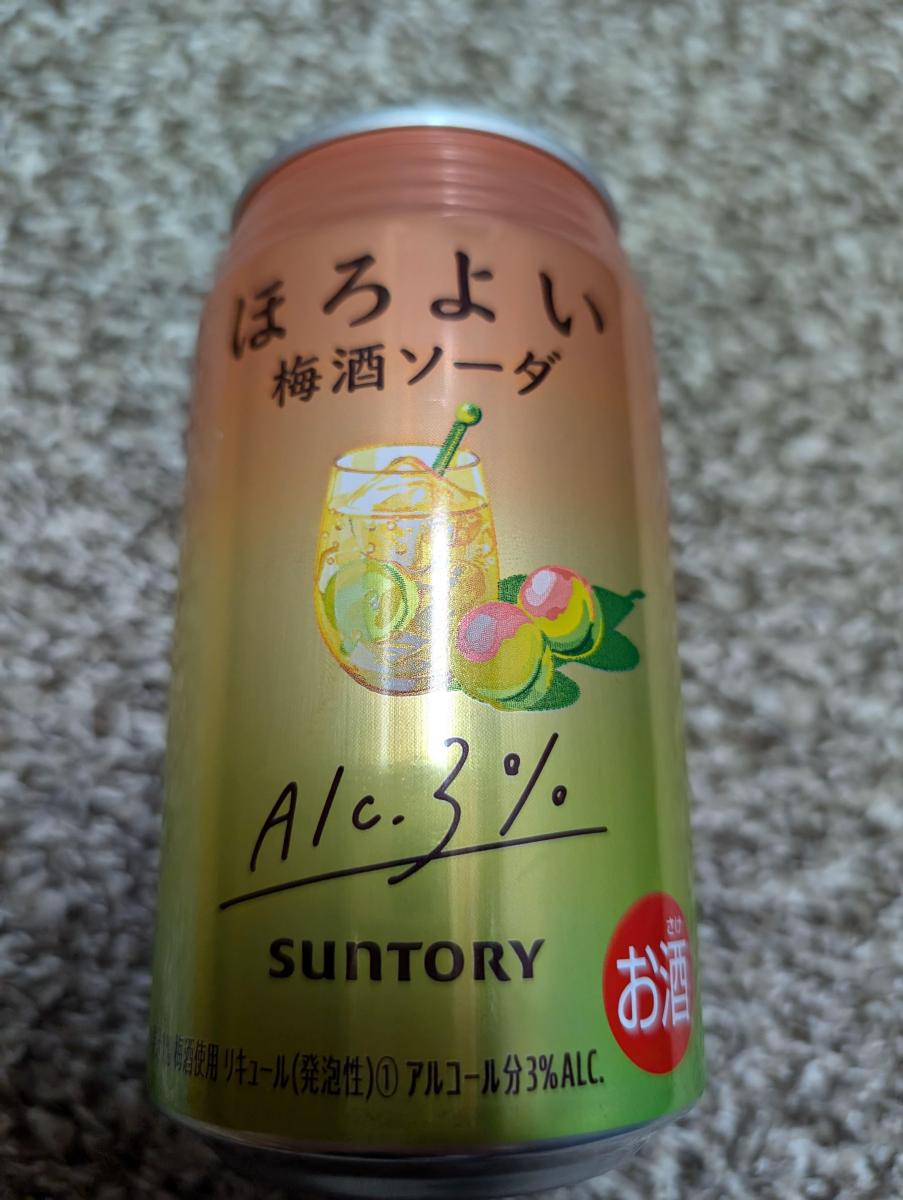 ほろよい
梅酒ソーダ
Alc.3%
SUNTORY
さけ
お酒
梅酒使用 リキュール(発泡性)① アルコール分3%ALC.